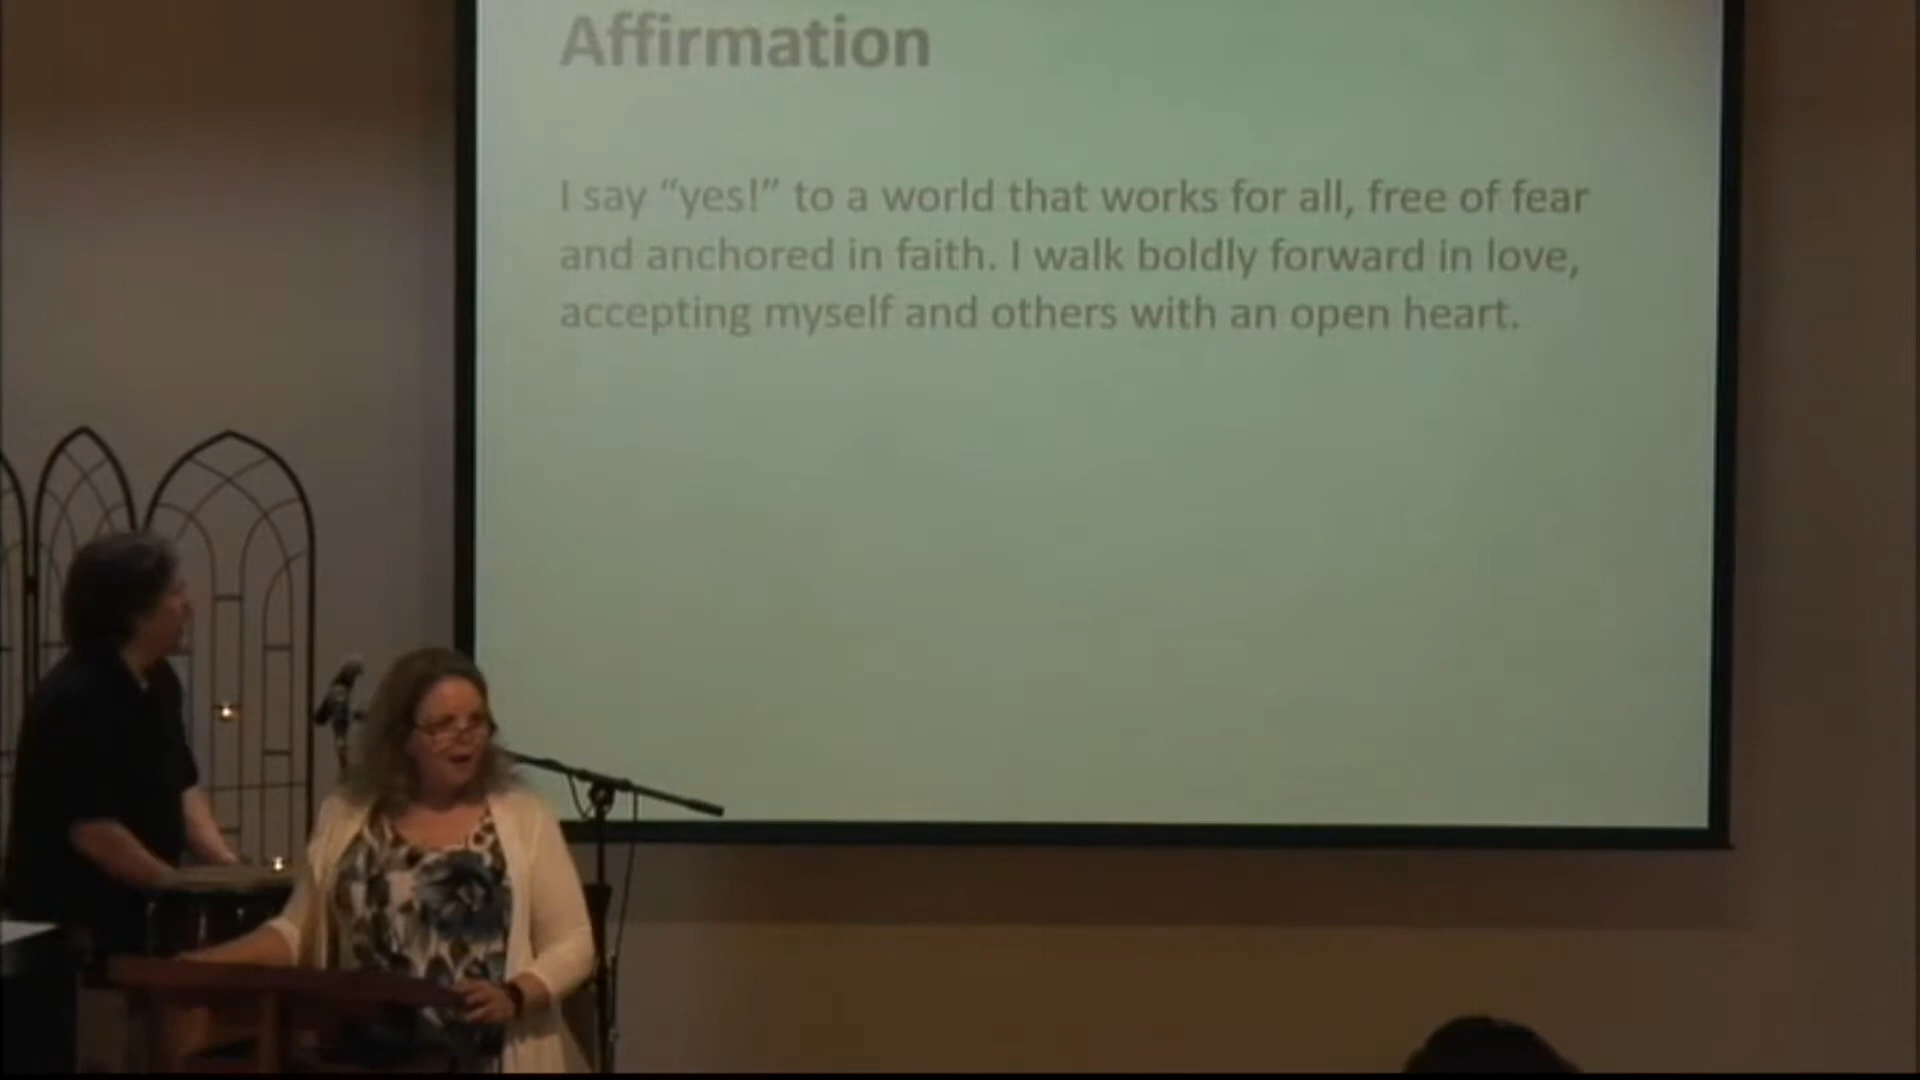 Affirmation
I say “yes!” to a world that works for all, free of fear
and anchored in faith. I walk boldly forward in love,
accepting myself and others with an open heart.